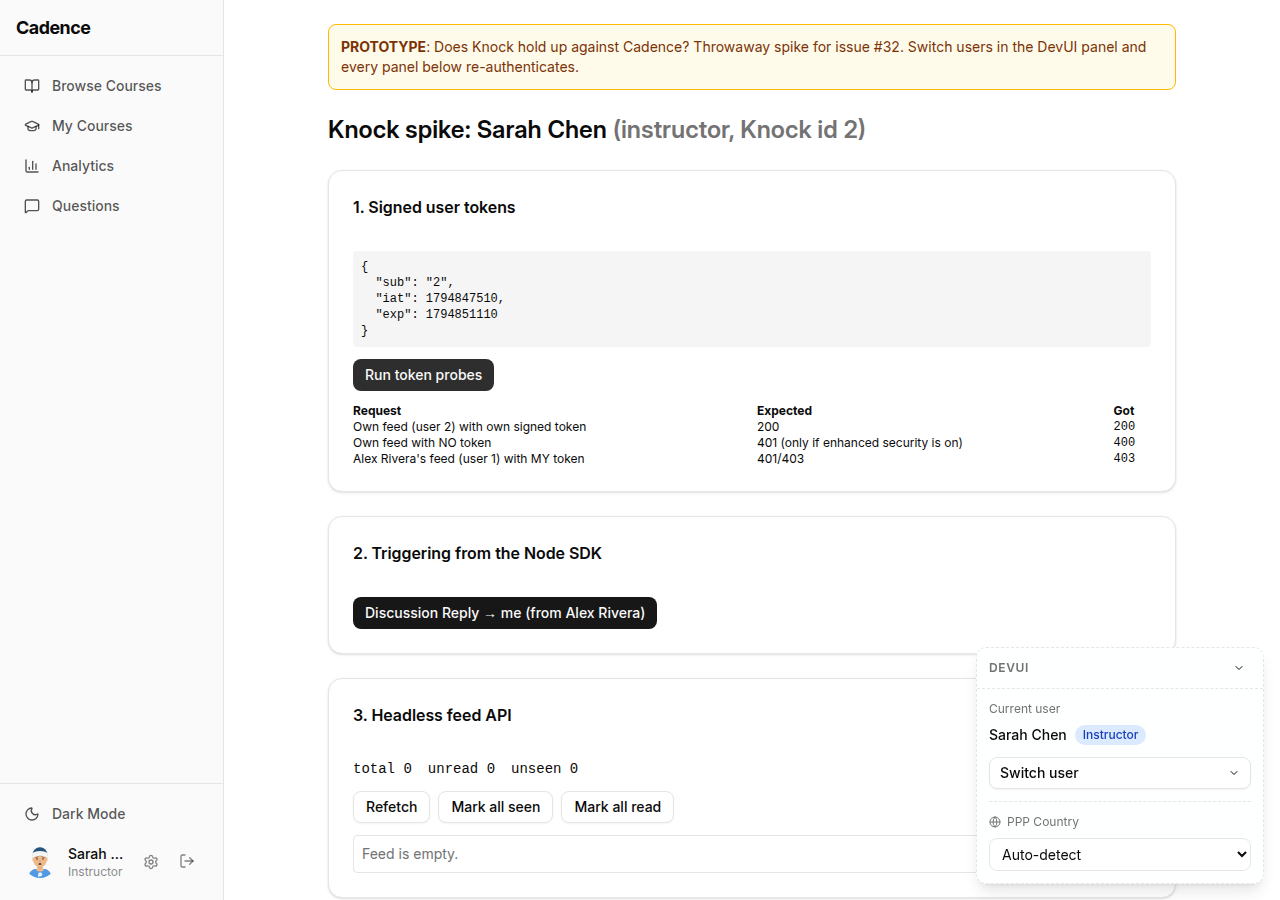 Cadence
Browse Courses
My Courses
Analytics
Questions
Dark Mode
Sarah ...
Instructor
PROTOTYPE: Does Knock hold up against Cadence? Throwaway spike for issue #32. Switch users in the DevUI panel and
every panel below re-authenticates.
Knock spike: Sarah Chen (instructor, Knock id 2)
1. Signed user tokens
{
"sub": "2",
"iat": 1794847510,
"exp": 1794851110
}
Run token probes
Request Expected Got
Own feed (user 2) with own signed token 200 200
Own feed with NO token 401 (only if enhanced security is on) 400
Alex Rivera's feed (user 1) with MY token 401/403 403
2. Triggering from the Node SDK
Discussion Reply → me (from Alex Rivera)
3. Headless feed API
total 0 unread 0 unseen 0
Refetch Mark all seen Mark all read
Feed is empty.
DEVUI
Current user
Sarah Chen Instructor
Switch user
PPP Country
Auto-detect